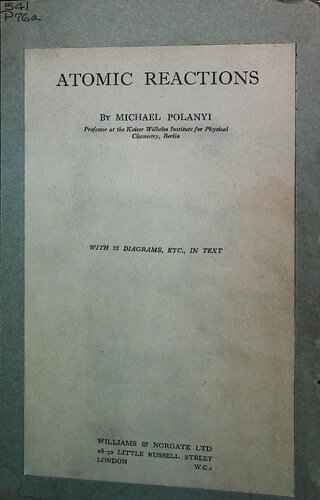 541
P76a
ATOMIC REACTIONS
BY MICHAEL POLANYI
Professor at the Kaiser Wilhelm Institute for Physical
Chemistry, Berlin
WITH 22 DIAGRAMS, ETC., IN TEXT
WILLIAMS & NORGATE LTD
28-30 LITTLE RUSSELL STREET
LONDON W.C.1